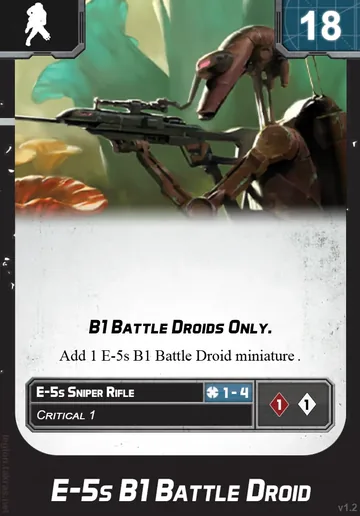 18
B1 BATTLE DROIDS ONLY.
Add 1 E-5s B1 Battle Droid miniature .
E-5S SNIPER RIFLE 1 - 4
CRITICAL 1 1 1
E-5S B1 BATTLE DROID
v1.2